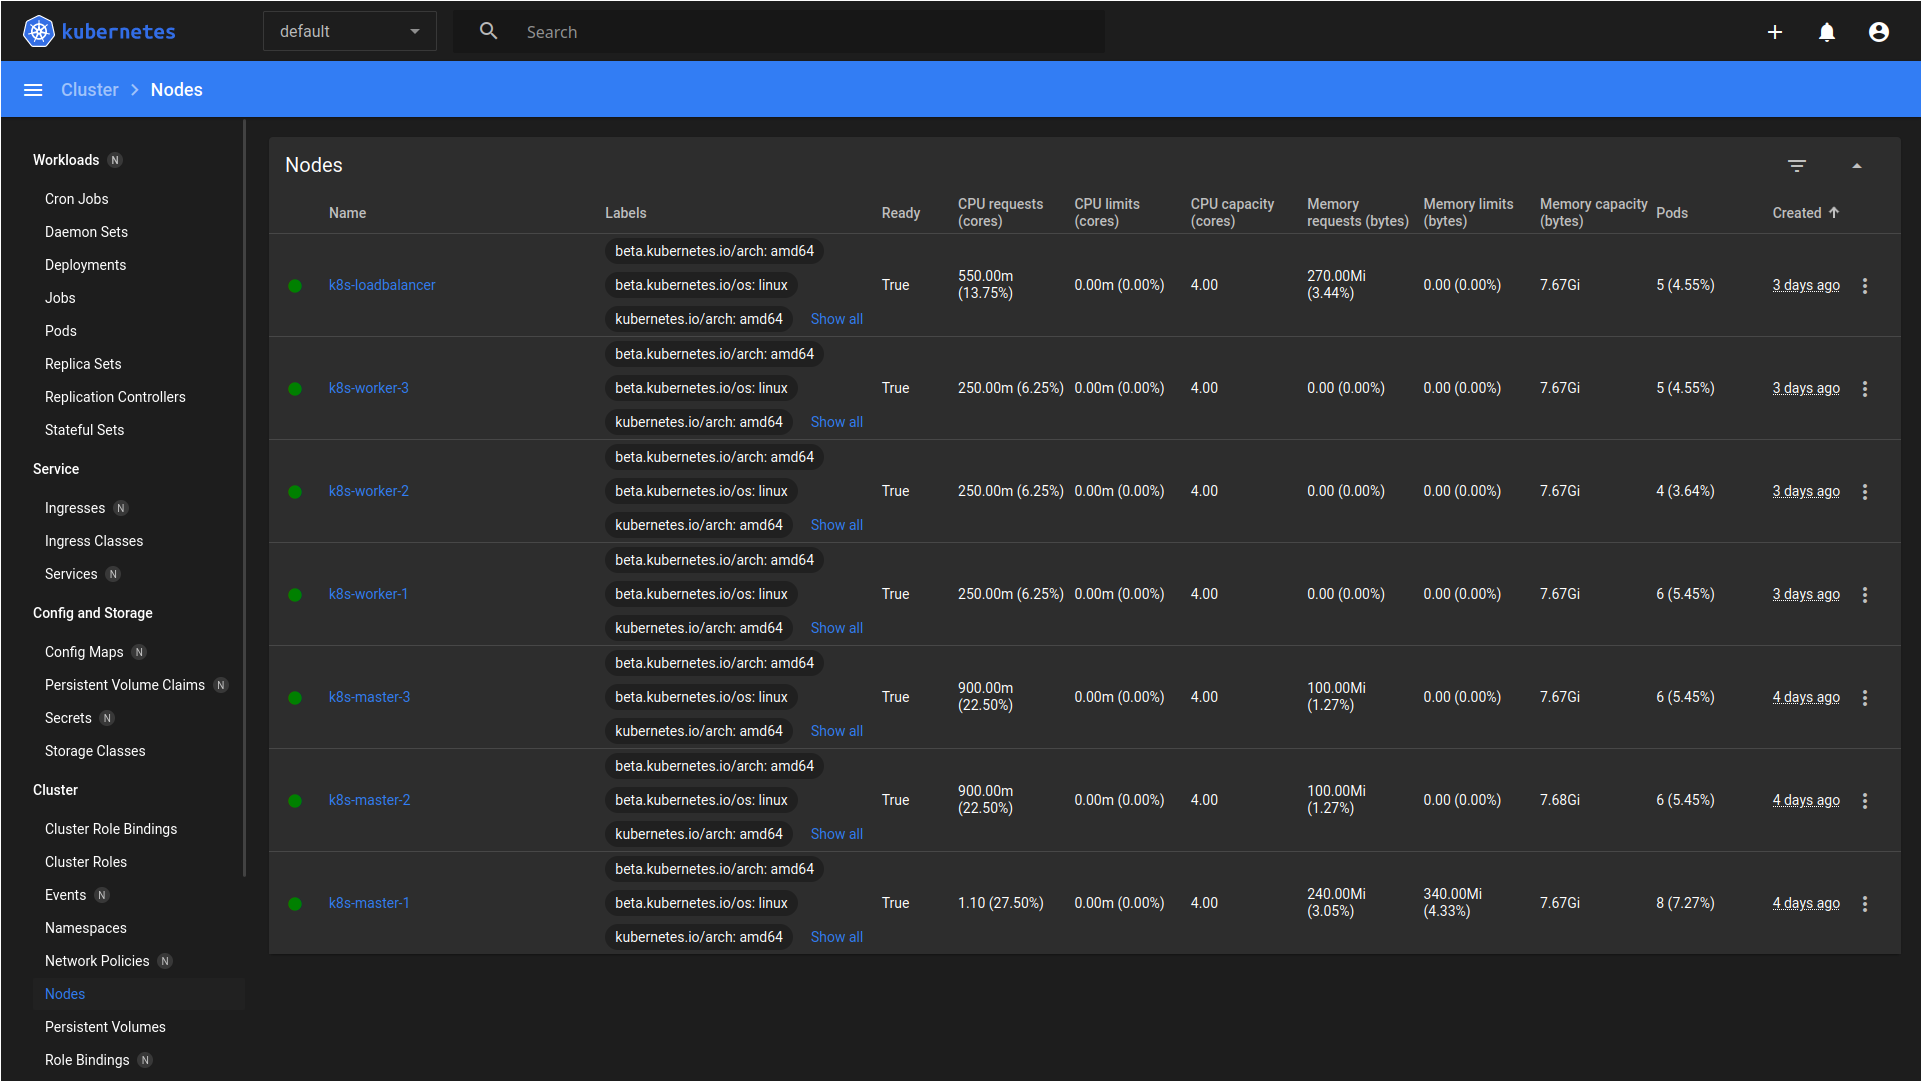 kubernetes
default
Search
Cluster > Nodes
Workloads N
Cron Jobs
Daemon Sets
Deployments
Jobs
Pods
Replica Sets
Replication Controllers
Stateful Sets
Service
Ingresses N
Ingress Classes
Services N
Config and Storage
Config Maps N
Persistent Volume Claims N
Secrets N
Storage Classes
Cluster
Cluster Role Bindings
Cluster Roles
Events N
Namespaces
Network Policies N
Nodes
Persistent Volumes
Role Bindings N
Nodes
Name
Labels
Ready
CPU requests
(cores)
CPU limits
(cores)
CPU capacity
(cores)
Memory
requests (bytes)
Memory limits
(bytes)
Memory capacity
(bytes)
Pods
Created
k8s-loadbalancer
beta.kubernetes.io/arch: amd64
beta.kubernetes.io/os: linux
kubernetes.io/arch: amd64 Show all
True
550.00m
(13.75%)
0.00m (0.00%)
4.00
270.00Mi
(3.44%)
0.00 (0.00%)
7.67Gi
5 (4.55%)
3 days ago
k8s-worker-3
beta.kubernetes.io/arch: amd64
beta.kubernetes.io/os: linux
kubernetes.io/arch: amd64 Show all
True
250.00m (6.25%)
0.00m (0.00%)
4.00
0.00 (0.00%)
0.00 (0.00%)
7.67Gi
5 (4.55%)
3 days ago
k8s-worker-2
beta.kubernetes.io/arch: amd64
beta.kubernetes.io/os: linux
kubernetes.io/arch: amd64 Show all
True
250.00m (6.25%)
0.00m (0.00%)
4.00
0.00 (0.00%)
0.00 (0.00%)
7.67Gi
4 (3.64%)
3 days ago
k8s-worker-1
beta.kubernetes.io/arch: amd64
beta.kubernetes.io/os: linux
kubernetes.io/arch: amd64 Show all
True
250.00m (6.25%)
0.00m (0.00%)
4.00
0.00 (0.00%)
0.00 (0.00%)
7.67Gi
6 (5.45%)
3 days ago
k8s-master-3
beta.kubernetes.io/arch: amd64
beta.kubernetes.io/os: linux
kubernetes.io/arch: amd64 Show all
True
900.00m
(22.50%)
0.00m (0.00%)
4.00
100.00Mi
(1.27%)
0.00 (0.00%)
7.67Gi
6 (5.45%)
4 days ago
k8s-master-2
beta.kubernetes.io/arch: amd64
beta.kubernetes.io/os: linux
kubernetes.io/arch: amd64 Show all
True
900.00m
(22.50%)
0.00m (0.00%)
4.00
100.00Mi
(1.27%)
0.00 (0.00%)
7.68Gi
6 (5.45%)
4 days ago
k8s-master-1
beta.kubernetes.io/arch: amd64
beta.kubernetes.io/os: linux
kubernetes.io/arch: amd64 Show all
True
1.10 (27.50%)
0.00m (0.00%)
4.00
240.00Mi
(3.05%)
340.00Mi
(4.33%)
7.67Gi
8 (7.27%)
4 days ago